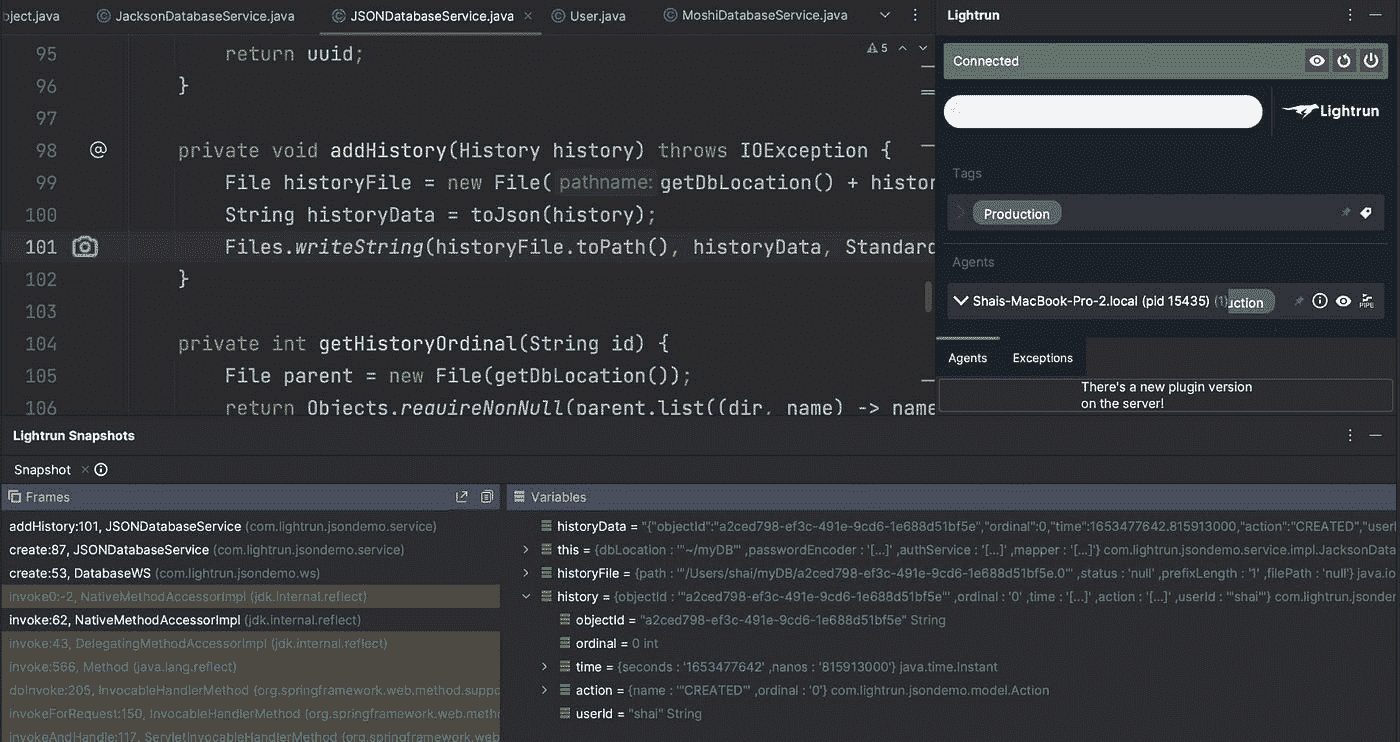 bject.java JacksonDatabaseService.java JSONDatabaseService.java × User.java MoshiDatabaseService.java
5
95 return uuid;
96 }
97
98 @ private void addHistory(History history) throws IOException {
99 File historyFile = new File( pathname: getDbLocation() + histor
100 String historyData = toJson(history);
101 Files.writeString(historyFile.toPath(), historyData, Standard
102 }
103
104 private int getHistoryOrdinal(String id) {
105 File parent = new File(getDbLocation());
106 return Objects.requireNonNull(parent.list((dir, name) -> name
Lightrun
Connected
Lightrun
Tags
Production
Agents
Shais-MacBook-Pro-2.local (pid 15435) (1) uction
PIPE
Agents Exceptions
There's a new plugin version
on the server!
Lightrun Snapshots
Snapshot ×
Frames
addHistory:101, JSONDatabaseService (com.lightrun.jsondemo.service)
create:87, JSONDatabaseService (com.lightrun.jsondemo.service)
create:53, DatabaseWS (com.lightrun.jsondemo.ws)
invoke0:-2, NativeMethodAccessorImpl (jdk.internal.reflect)
invoke:62, NativeMethodAccessorImpl (jdk.internal.reflect)
invoke:43, DelegatingMethodAccessorImpl (jdk.internal.reflect)
invoke:566, Method (java.lang.reflect)
doInvoke:205, InvocableHandlerMethod (org.springframework.web.method.suppo
invokeForRequest:150, InvocableHandlerMethod (org.springframework.web.metho
invokeAndHandle:117, ServletInvocableHandlerMethod (org.springframework.web
Variables
historyData = "{"objectId":"a2ced798-ef3c-491e-9cd6-1e688d51bf5e","ordinal":0,"time":1653477642.815913000,"action":"CREATED","userI
this = {dbLocation : '"~/myDB"' ,passwordEncoder : '[...]' ,authService : '[...]' ,mapper : '[...]'} com.lightrun.jsondemo.service.impl.JacksonData
historyFile = {path : '"/Users/shai/myDB/a2ced798-ef3c-491e-9cd6-1e688d51bf5e.0"' ,status : 'null' ,prefixLength : '1' ,filePath : 'null'} java.io
history = {objectId : '"a2ced798-ef3c-491e-9cd6-1e688d51bf5e"' ,ordinal : '0' ,time : '[...]' ,action : '[...]' ,userId : '"shai"'} com.lightrun.jsonde
objectId = "a2ced798-ef3c-491e-9cd6-1e688d51bf5e" String
ordinal = 0 int
time = {seconds : '1653477642' ,nanos : '815913000'} java.time.Instant
action = {name : '"CREATED"' ,ordinal : '0'} com.lightrun.jsondemo.model.Action
userId = "shai" String